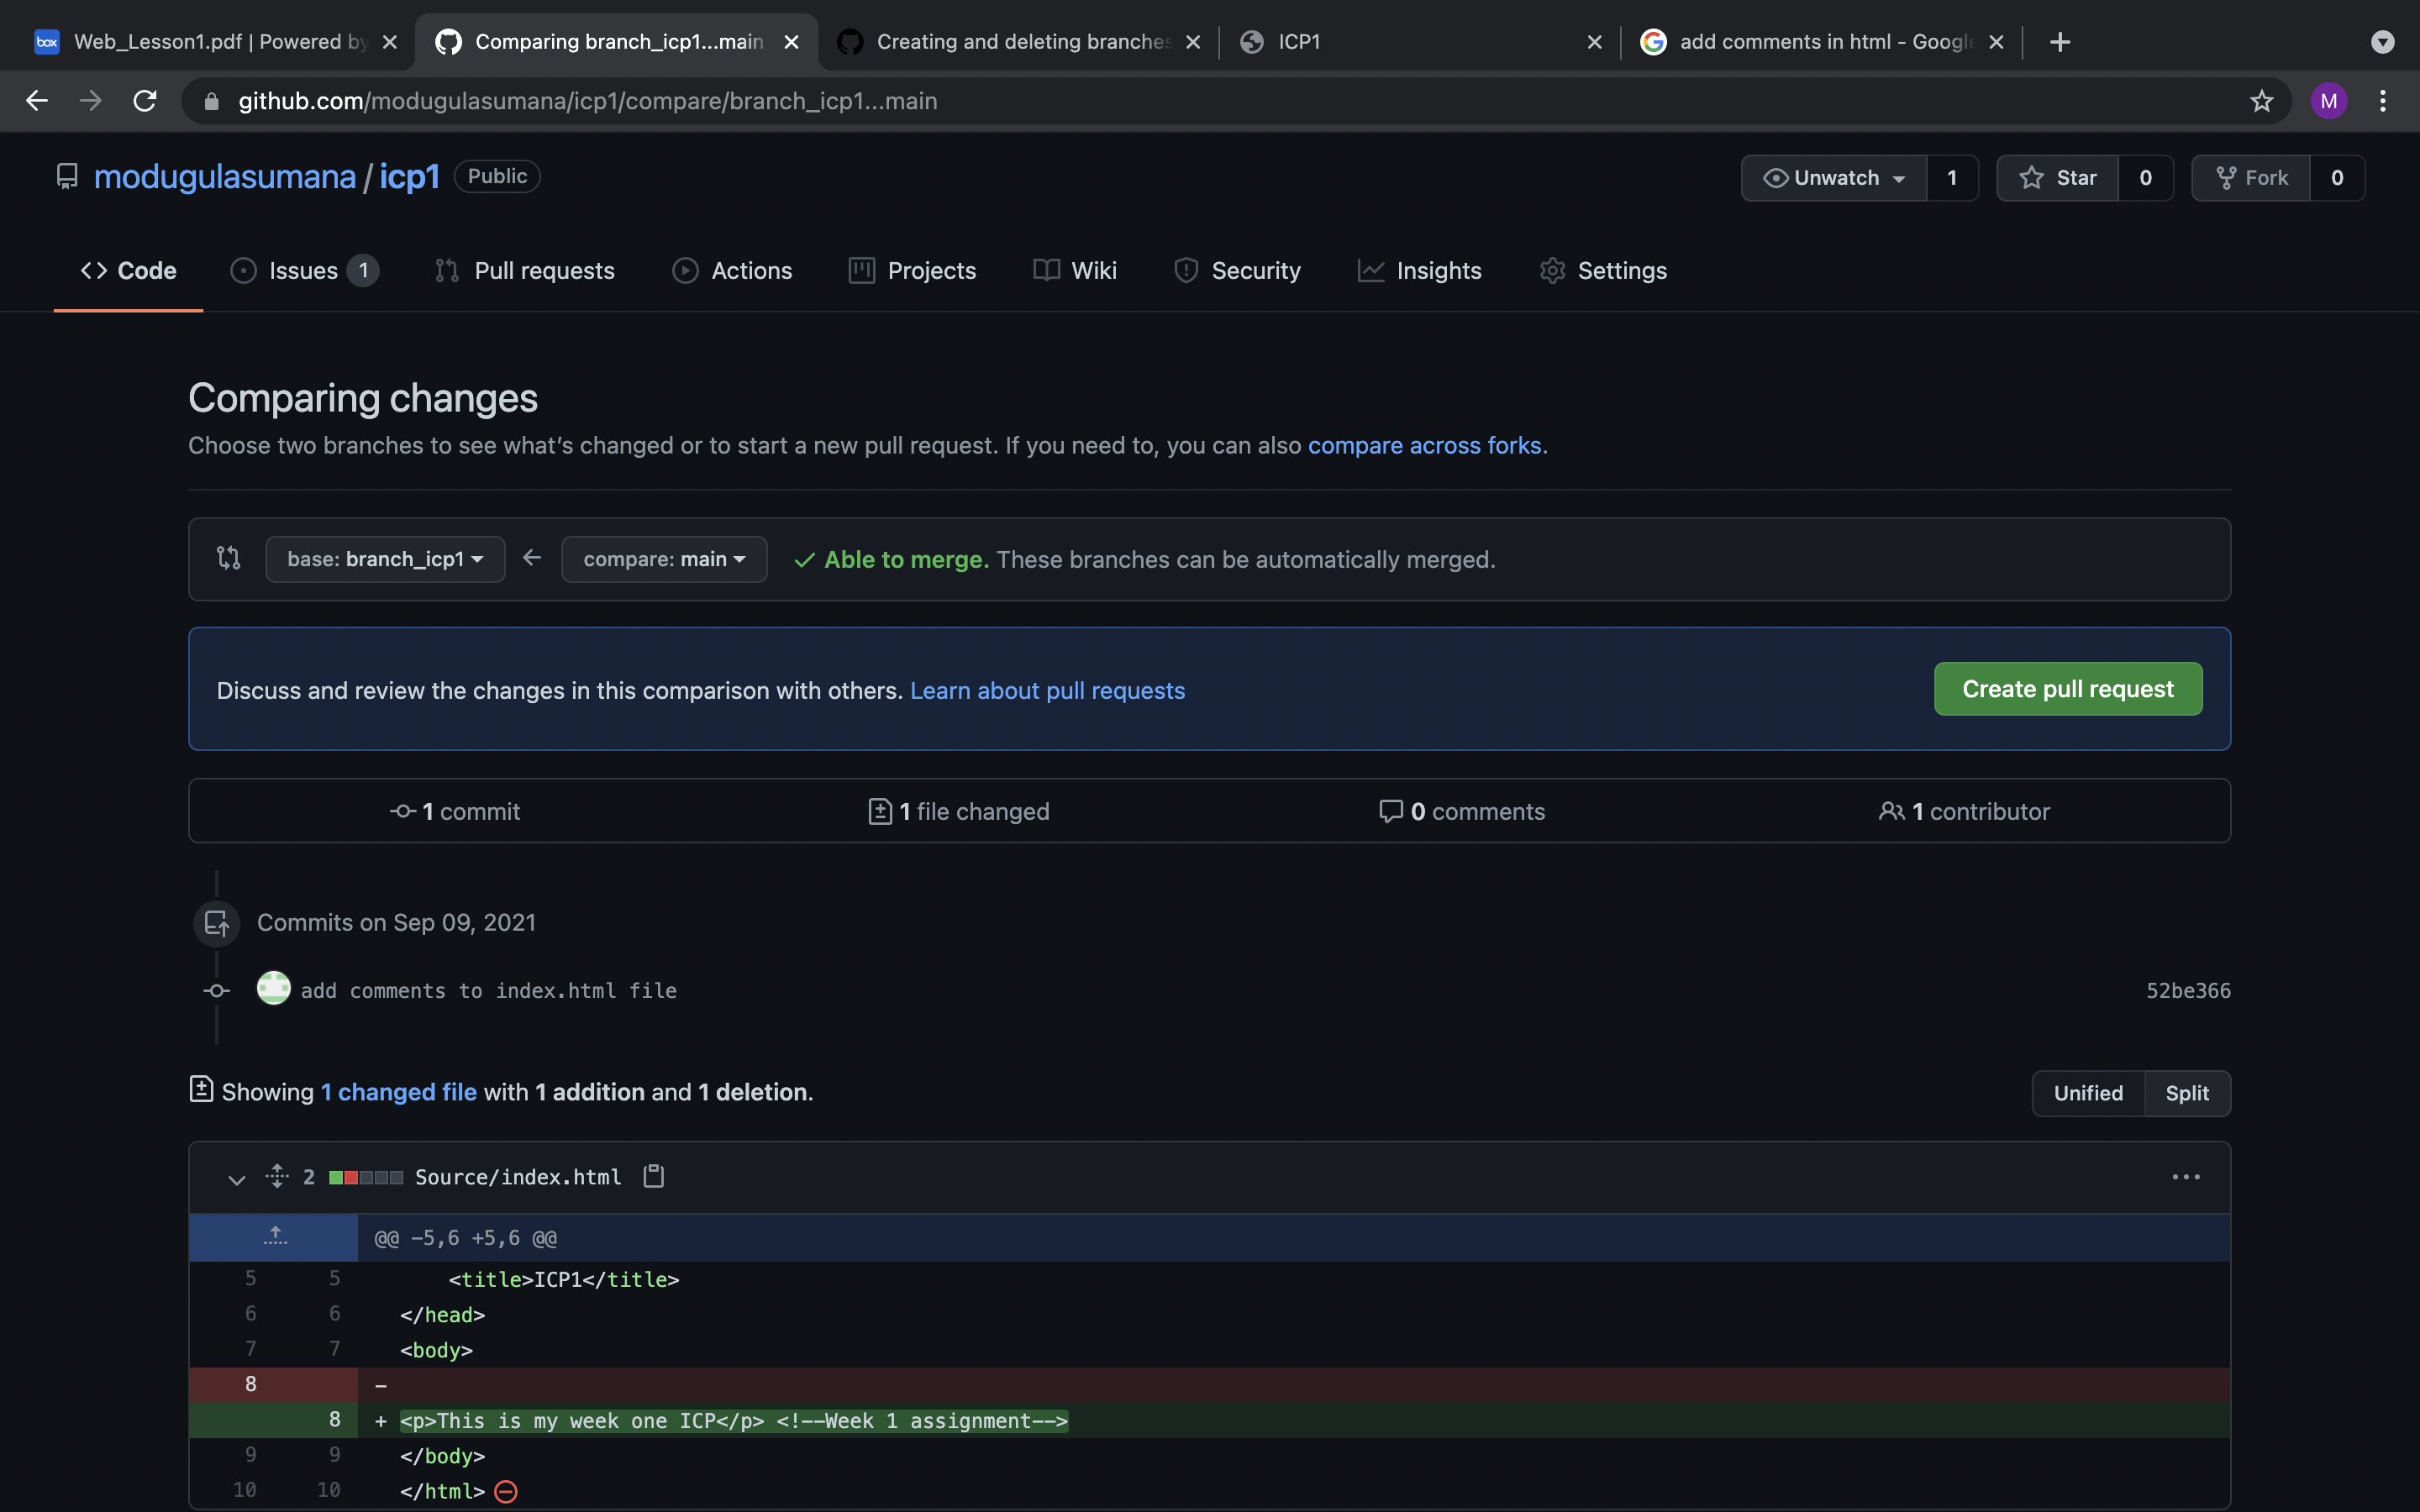 box Web_Lesson1.pdf | Powered by
Comparing branch_icp1...main
Creating and deleting branches
ICP1
add comments in html - Google
github.com/modugulasumana/icp1/compare/branch_icp1...main
M
modugulasumana / icp1 Public
Unwatch 1
Star 0
Fork 0
Code
Issues 1
Pull requests
Actions
Projects
Wiki
Security
Insights
Settings
Comparing changes
Choose two branches to see what’s changed or to start a new pull request. If you need to, you can also compare across forks.
base: branch_icp1
compare: main
Able to merge. These branches can be automatically merged.
Discuss and review the changes in this comparison with others. Learn about pull requests
Create pull request
1 commit
1 file changed
0 comments
1 contributor
Commits on Sep 09, 2021
add comments to index.html file
52be366
Showing 1 changed file with 1 addition and 1 deletion.
Unified Split
2 Source/index.html
@@ -5,6 +5,6 @@
5 5 <title>ICP1</title>
6 6 </head>
7 7 <body>
8 -
8 + <p>This is my week one ICP</p> <!--Week 1 assignment-->
9 9 </body>
10 10 </html>